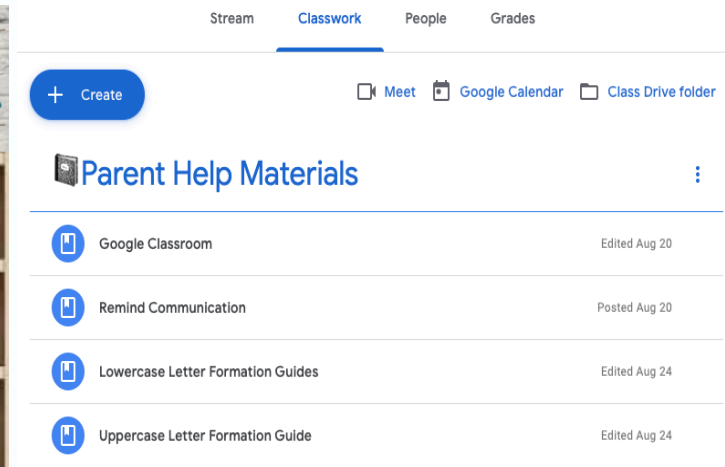 Stream Classwork People Grades
Create Meet Google Calendar Class Drive folder
Parent Help Materials
Google Classroom Edited Aug 20
Remind Communication Posted Aug 20
Lowercase Letter Formation Guides Edited Aug 24
Uppercase Letter Formation Guide Edited Aug 24